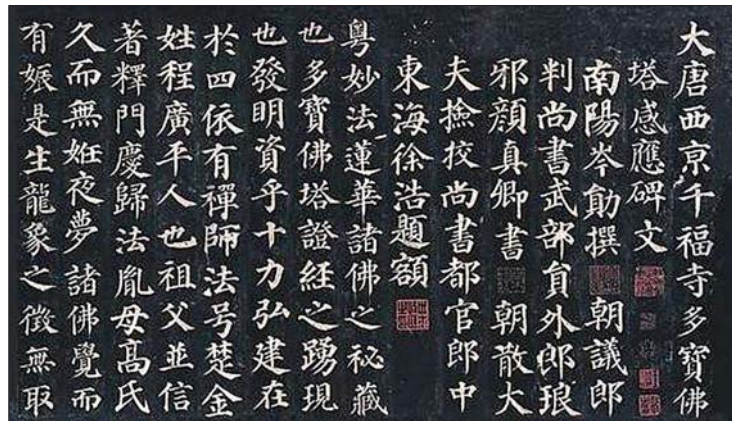 大唐西京千福寺多寶佛
塔感應碑文
南陽岑勛撰 朝議郎
判尚書武部員外郎琅
邪顏真卿書 朝散大
夫撿挍尚書都官郎中
東海徐浩題額
粵妙法蓮華諸佛之秘藏
也多寶佛塔證経之踴現
也發明資乎十力弘建在
於四依有禪師法号楚金
姓程廣平人也祖父並信
著釋門慶歸法胤母高氏
久而無妊夜夢諸佛覺而
有娠是生龍象之徵無取